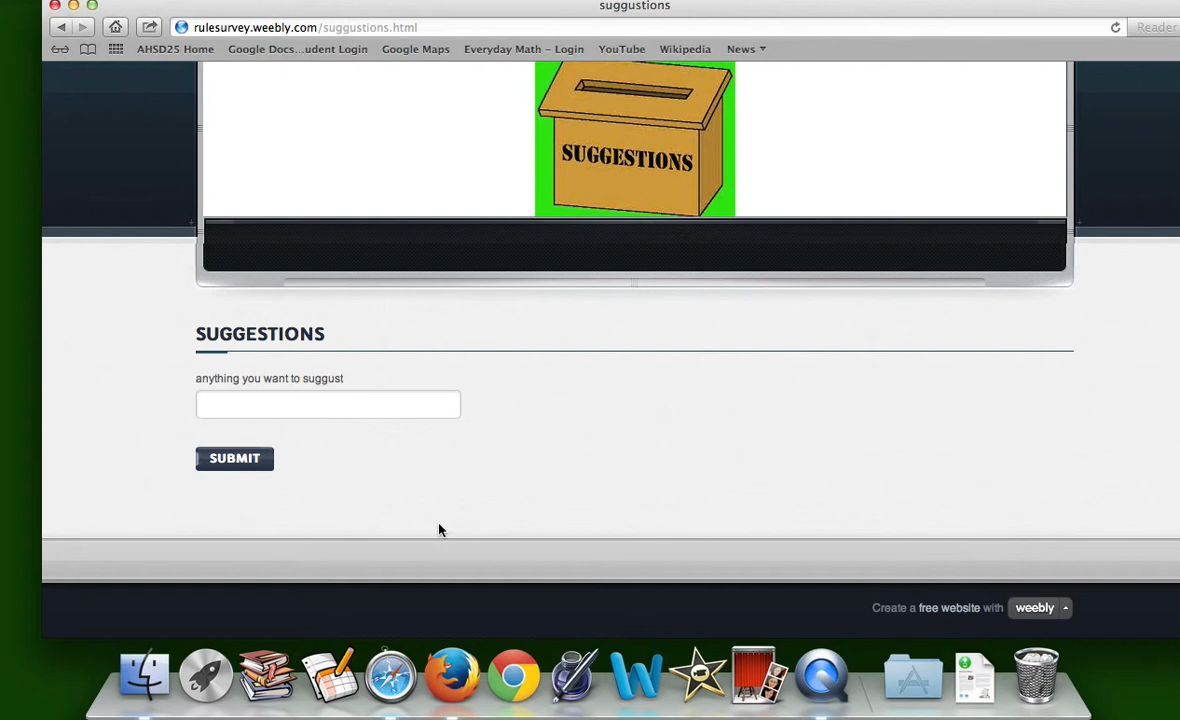 suggustions
rulesurvey.weebly.com/suggustions.html
Reader
AHSD25 Home Google Docs...udent Login Google Maps Everyday Math – Login YouTube Wikipedia News
SUGGESTIONS
SUGGESTIONS
anything you want to suggust
SUBMIT
Create a free website with weebly